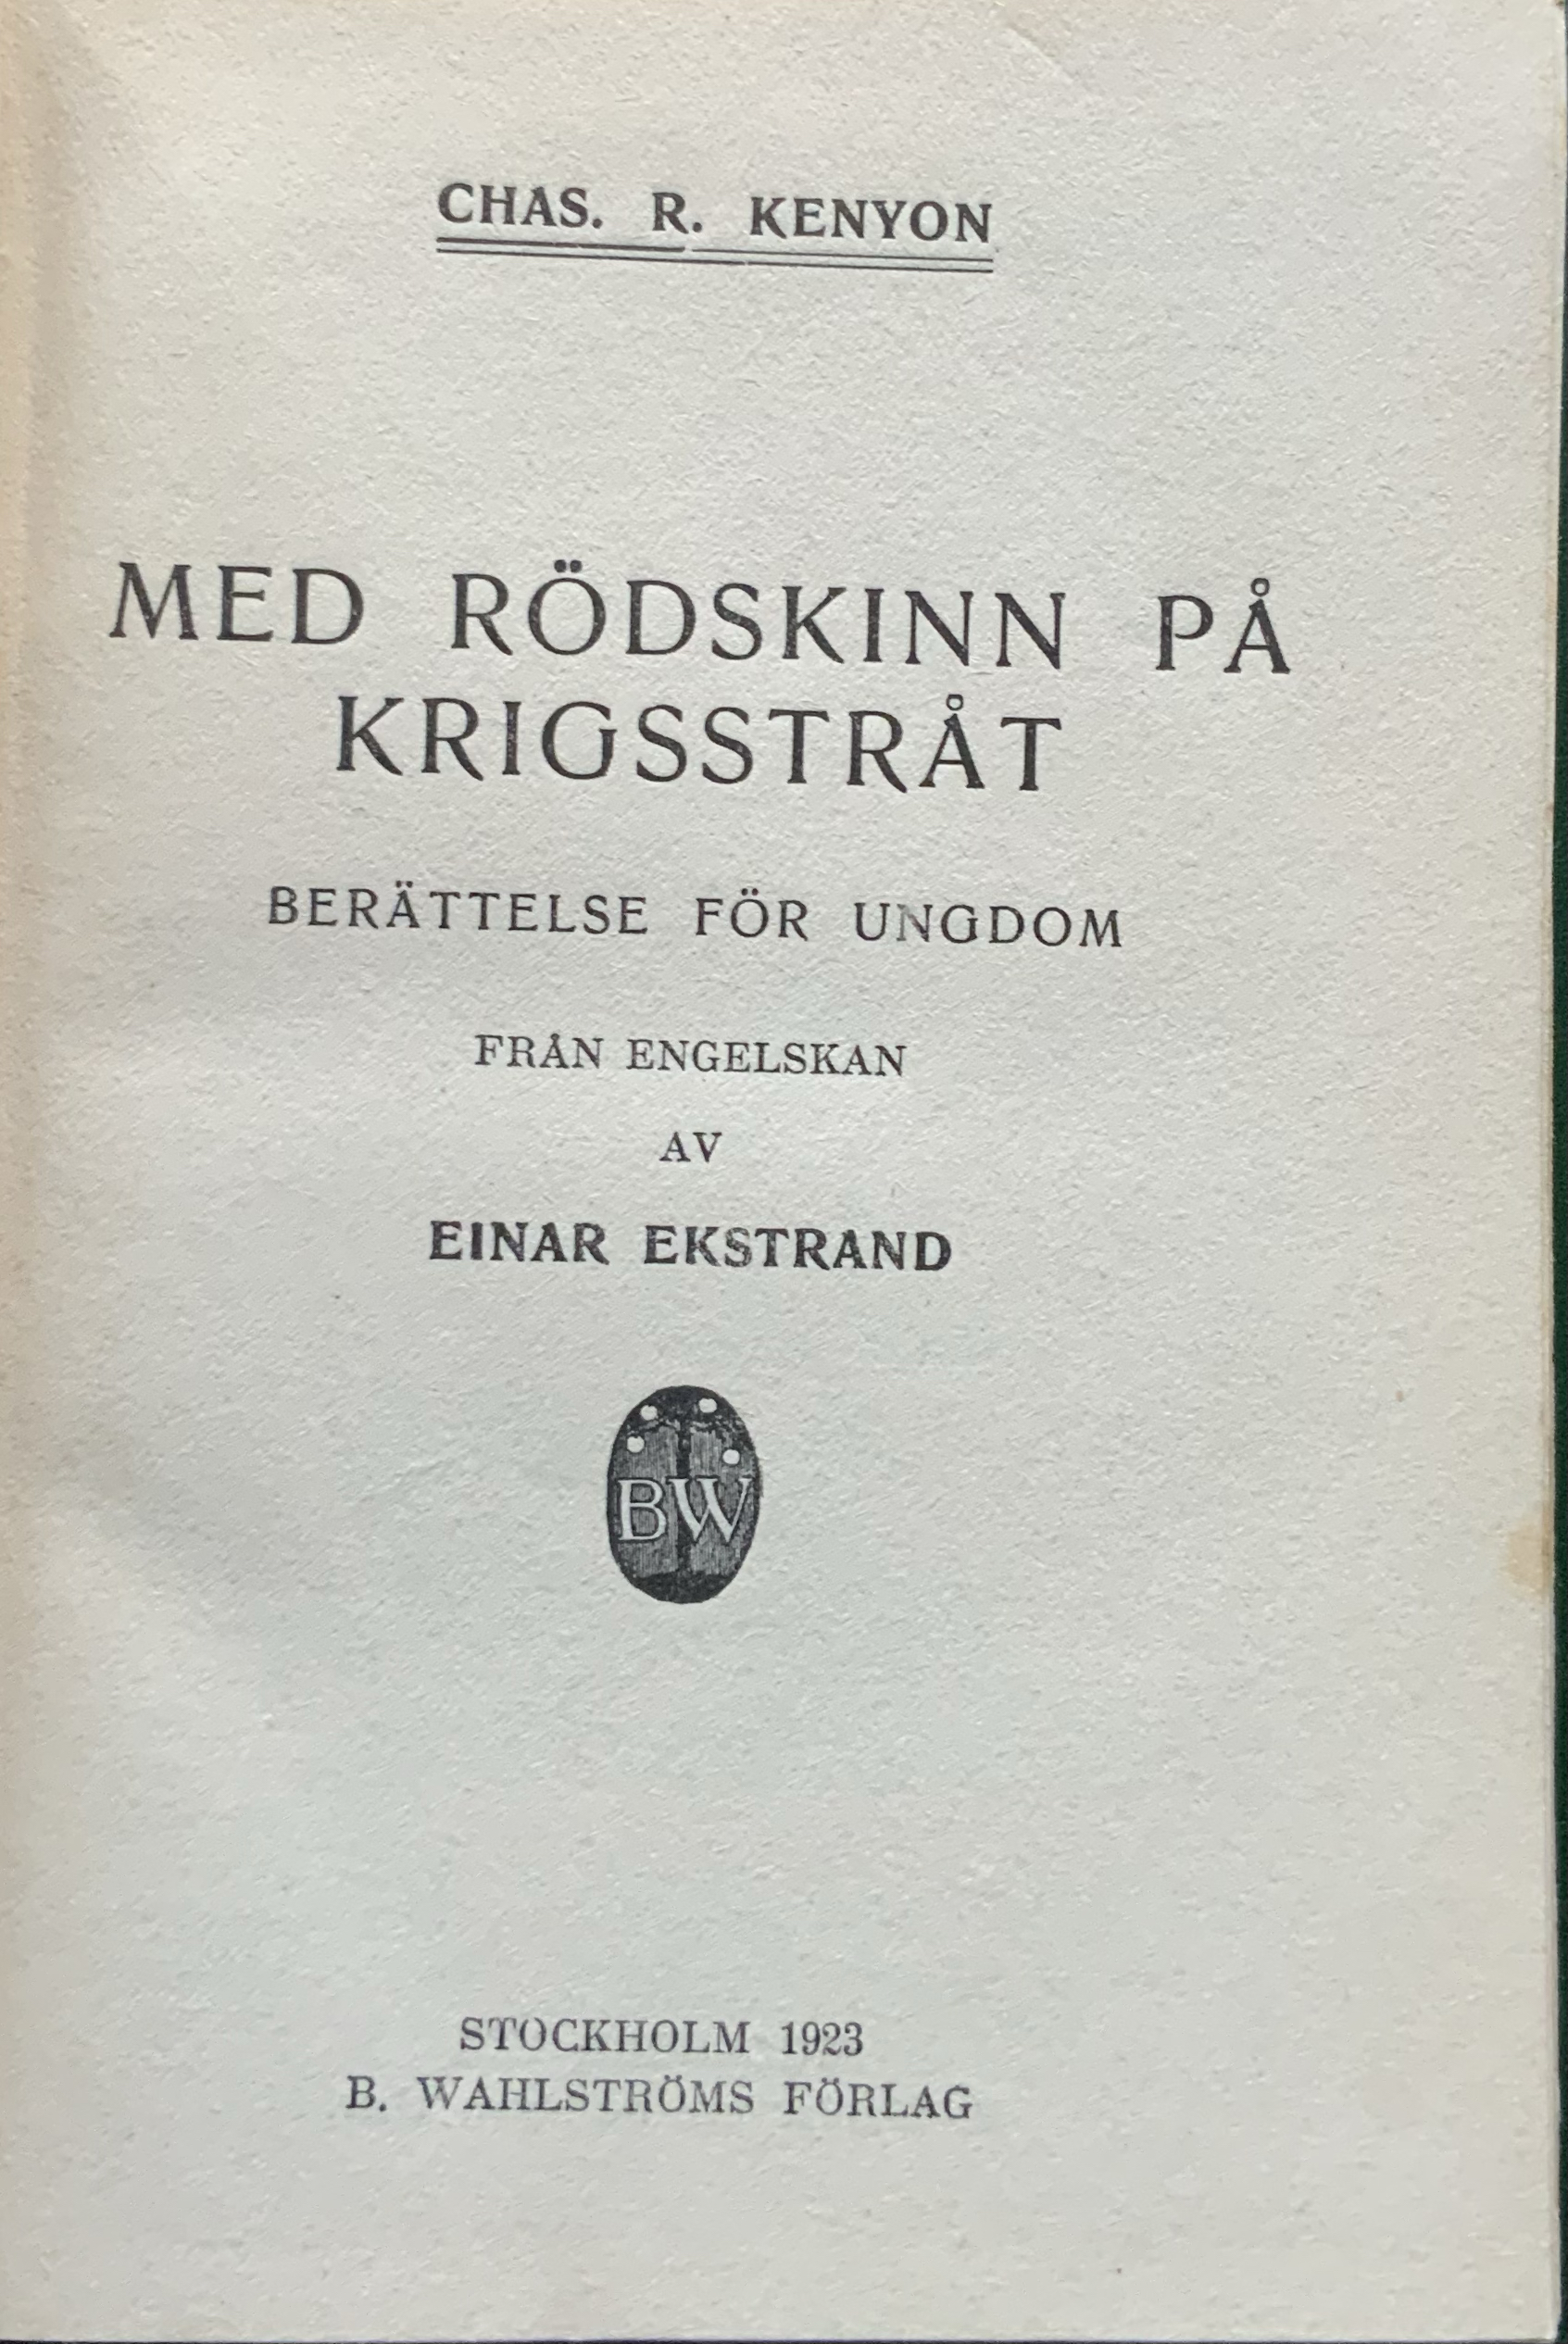 CHAS. R. KENYON
MED RÖDSKINN PÅ
KRIGSSTRÅT
BERÄTTELSE FÖR UNGDOM
FRÅN ENGELSKAN
AV
EINAR EKSTRAND
BW
STOCKHOLM 1923
B. WAHLSTRÖMS FÖRLAG